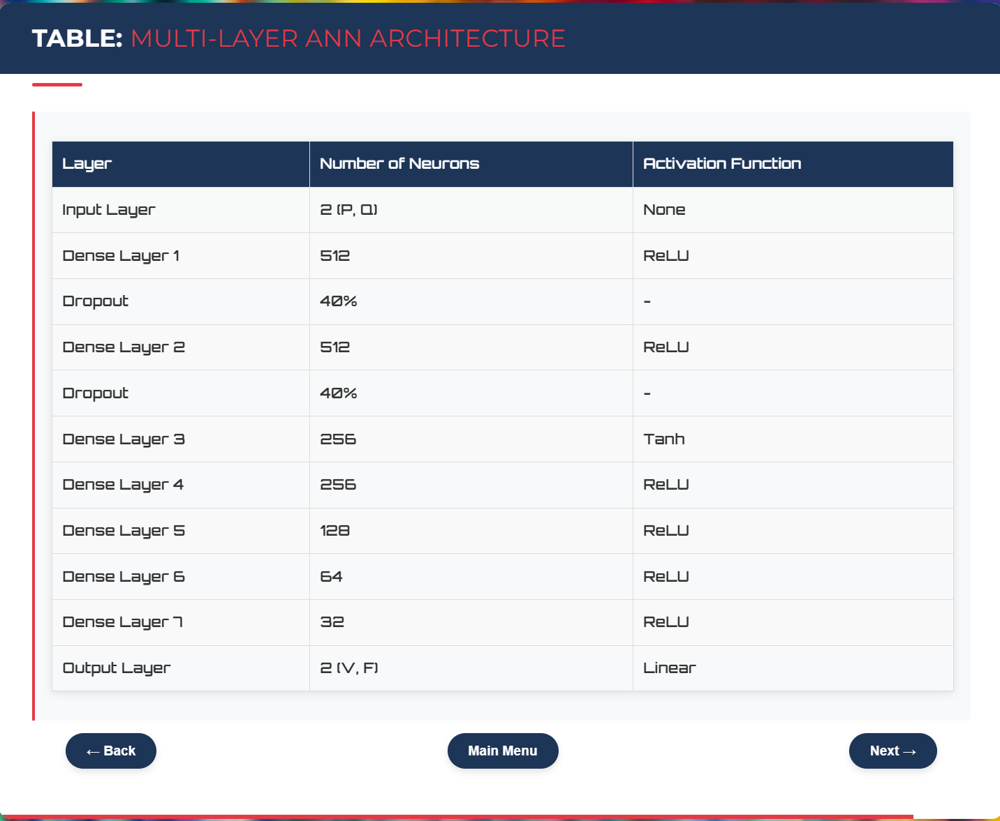 TABLE: MULTI-LAYER ANN ARCHITECTURE
Layer Number of Neurons Activation Function
Input Layer 2 (P, Q) None
Dense Layer 1 512 ReLU
Dropout 40% -
Dense Layer 2 512 ReLU
Dropout 40% -
Dense Layer 3 256 Tanh
Dense Layer 4 256 ReLU
Dense Layer 5 128 ReLU
Dense Layer 6 64 ReLU
Dense Layer 7 32 ReLU
Output Layer 2 (V, F) Linear
← Back Main Menu Next →